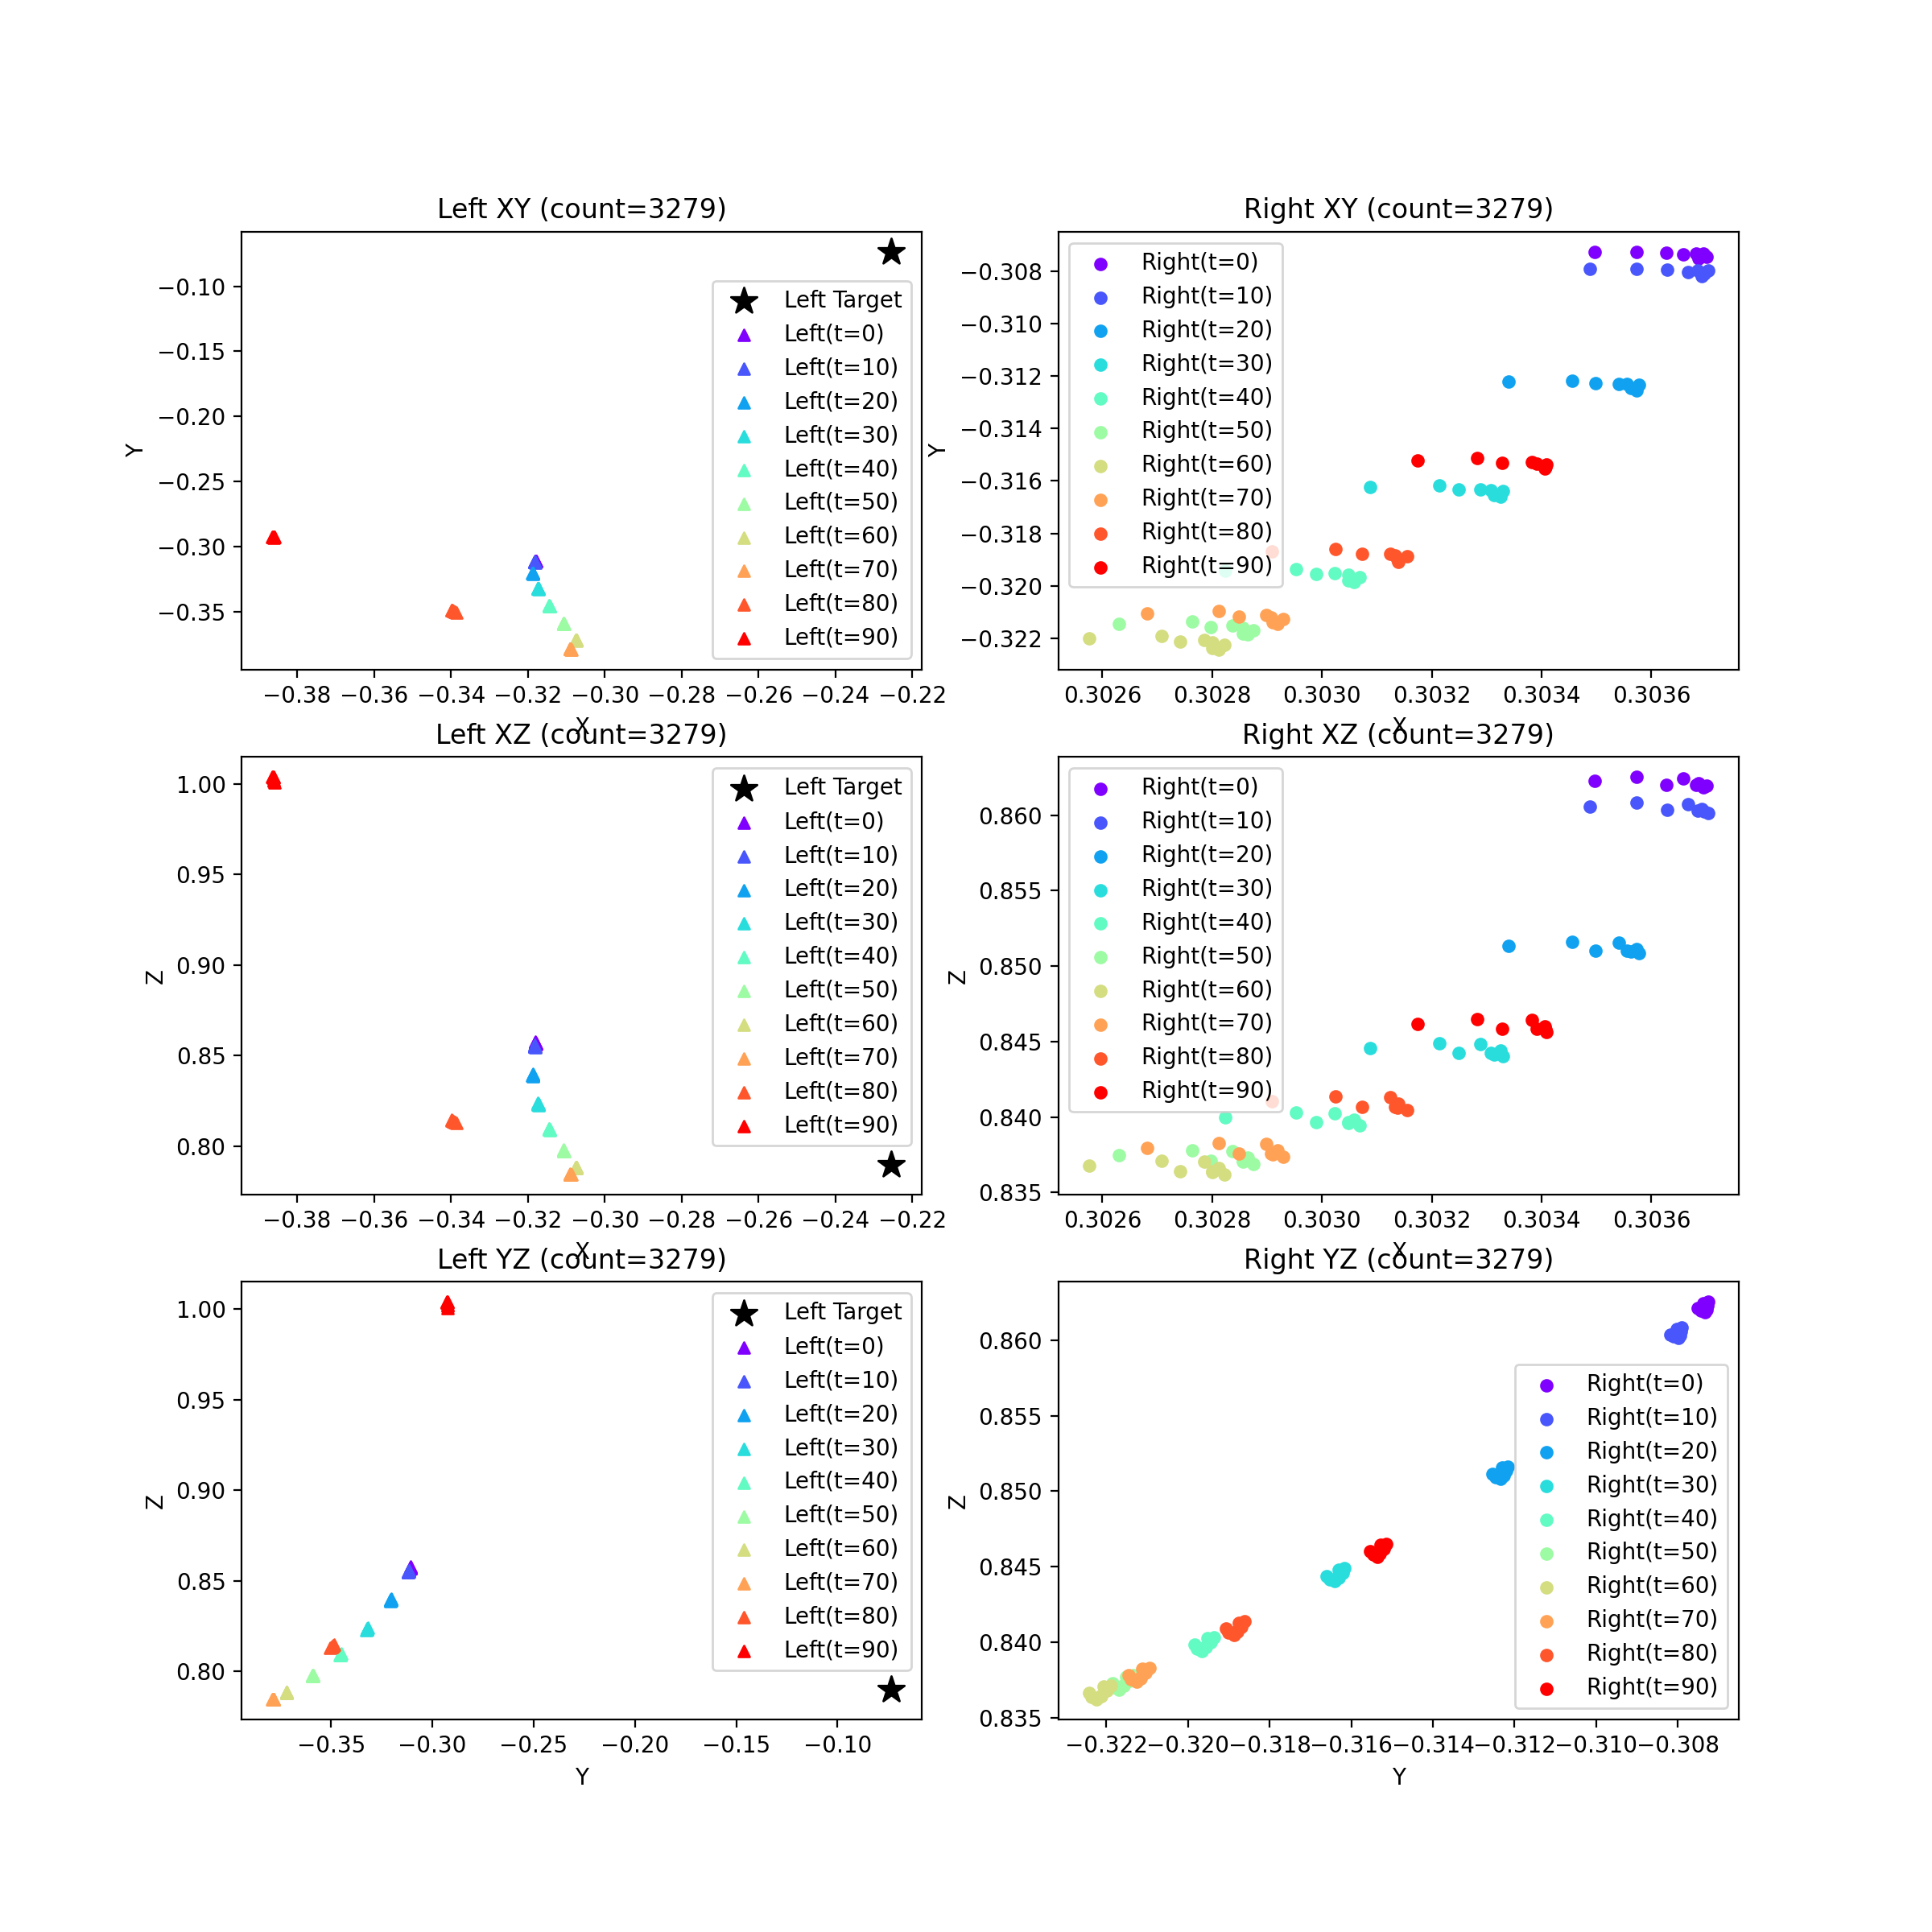 Left XY (count=3279)
−0.10
−0.15
−0.20
−0.25
−0.30
−0.35
Y
Left Target
Left(t=0)
Left(t=10)
Left(t=20)
Left(t=30)
Left(t=40)
Left(t=50)
Left(t=60)
Left(t=70)
Left(t=80)
Left(t=90)
−0.38 −0.36 −0.34 −0.32 −0.30 −0.28 −0.26 −0.24 −0.22
X
Right XY (count=3279)
−0.308
−0.310
−0.312
−0.314
−0.316
−0.318
−0.320
−0.322
Y
Right(t=0)
Right(t=10)
Right(t=20)
Right(t=30)
Right(t=40)
Right(t=50)
Right(t=60)
Right(t=70)
Right(t=80)
Right(t=90)
0.3026 0.3028 0.3030 0.3032 0.3034 0.3036
X
Left XZ (count=3279)
1.00
0.95
0.90
0.85
0.80
Z
Left Target
Left(t=0)
Left(t=10)
Left(t=20)
Left(t=30)
Left(t=40)
Left(t=50)
Left(t=60)
Left(t=70)
Left(t=80)
Left(t=90)
−0.38 −0.36 −0.34 −0.32 −0.30 −0.28 −0.26 −0.24 −0.22
X
Right XZ (count=3279)
0.860
0.855
0.850
0.845
0.840
0.835
Z
Right(t=0)
Right(t=10)
Right(t=20)
Right(t=30)
Right(t=40)
Right(t=50)
Right(t=60)
Right(t=70)
Right(t=80)
Right(t=90)
0.3026 0.3028 0.3030 0.3032 0.3034 0.3036
X
Left YZ (count=3279)
1.00
0.95
0.90
0.85
0.80
Z
Left Target
Left(t=0)
Left(t=10)
Left(t=20)
Left(t=30)
Left(t=40)
Left(t=50)
Left(t=60)
Left(t=70)
Left(t=80)
Left(t=90)
−0.35 −0.30 −0.25 −0.20 −0.15 −0.10
Y
Right YZ (count=3279)
0.860
0.855
0.850
0.845
0.840
0.835
Z
Right(t=0)
Right(t=10)
Right(t=20)
Right(t=30)
Right(t=40)
Right(t=50)
Right(t=60)
Right(t=70)
Right(t=80)
Right(t=90)
−0.322 −0.320 −0.318 −0.316 −0.314 −0.312 −0.310 −0.308
Y